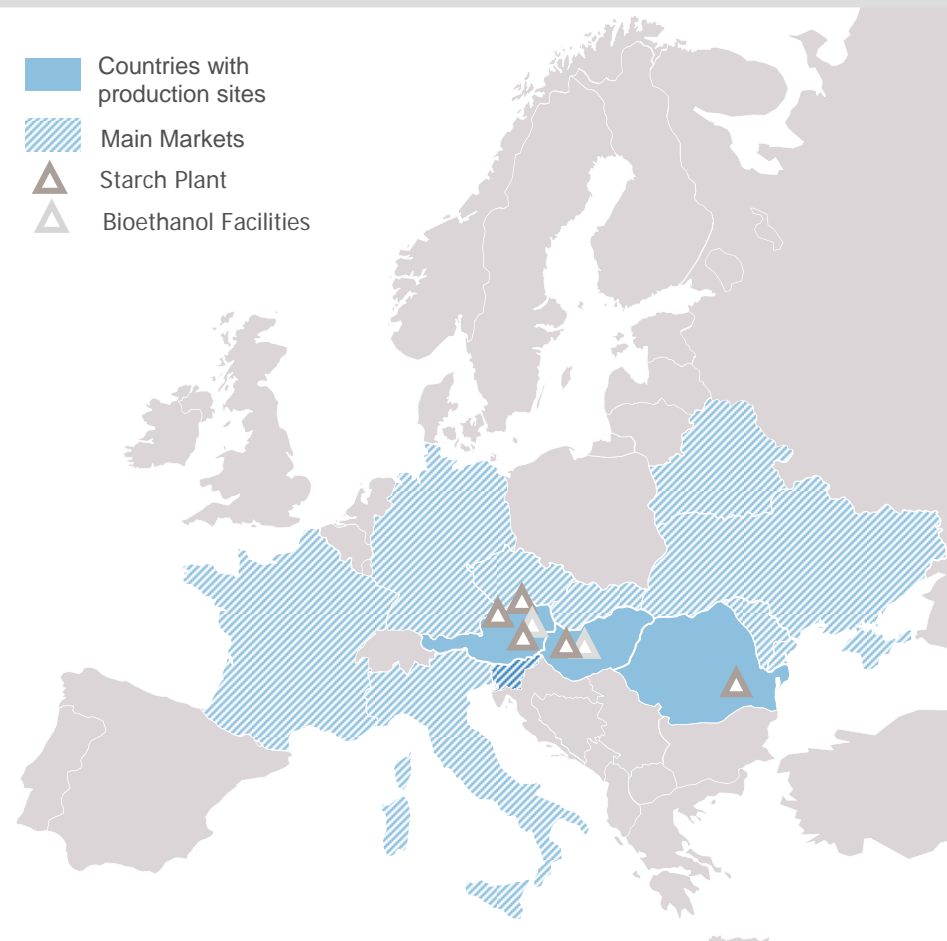 Countries with
production sites
Main Markets
Starch Plant
Bioethanol Facilities